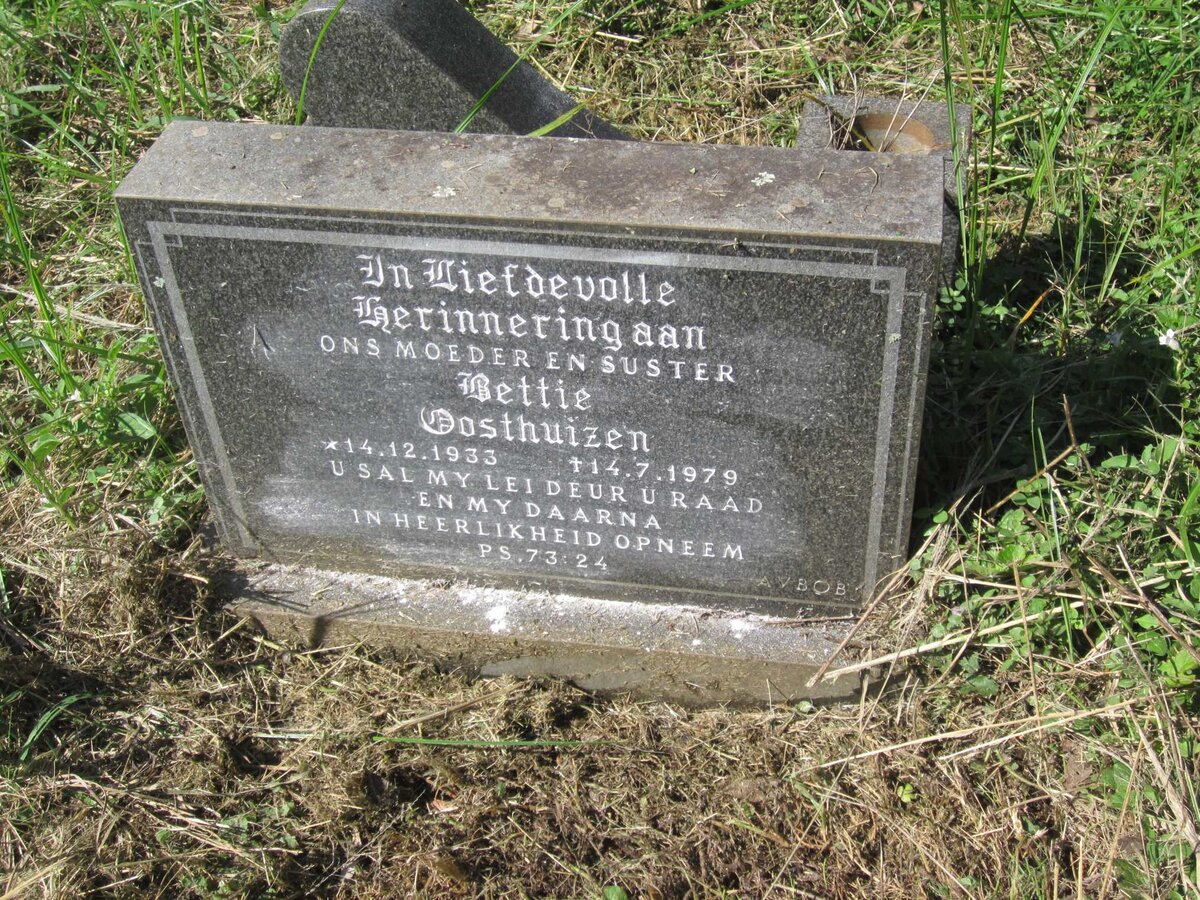 In Liefdevolle
Herinnering aan
ONS MOEDER EN SUSTER
Bettie
Oosthuizen
*14.12.1933 †14.7.1979
U SAL MY LEI DEUR U RAAD
EN MY DAARNA
IN HEERLIKHEID OPNEEM
PS.73:24
AVBOB